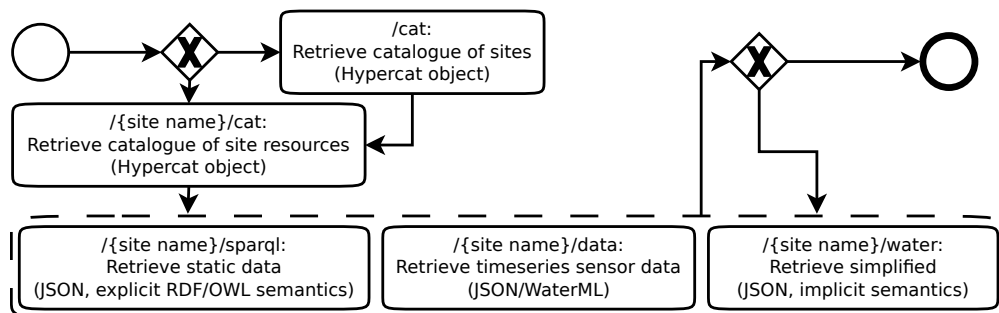 /cat:
Retrieve catalogue of sites
(Hypercat object)
X
X
/{site name}/cat:
Retrieve catalogue of site resources
(Hypercat object)
/{site name}/sparql:
Retrieve static data
(JSON, explicit RDF/OWL semantics)
/{site name}/data:
Retrieve timeseries sensor data
(JSON/WaterML)
/{site name}/water:
Retrieve simplified
(JSON, implicit semantics)